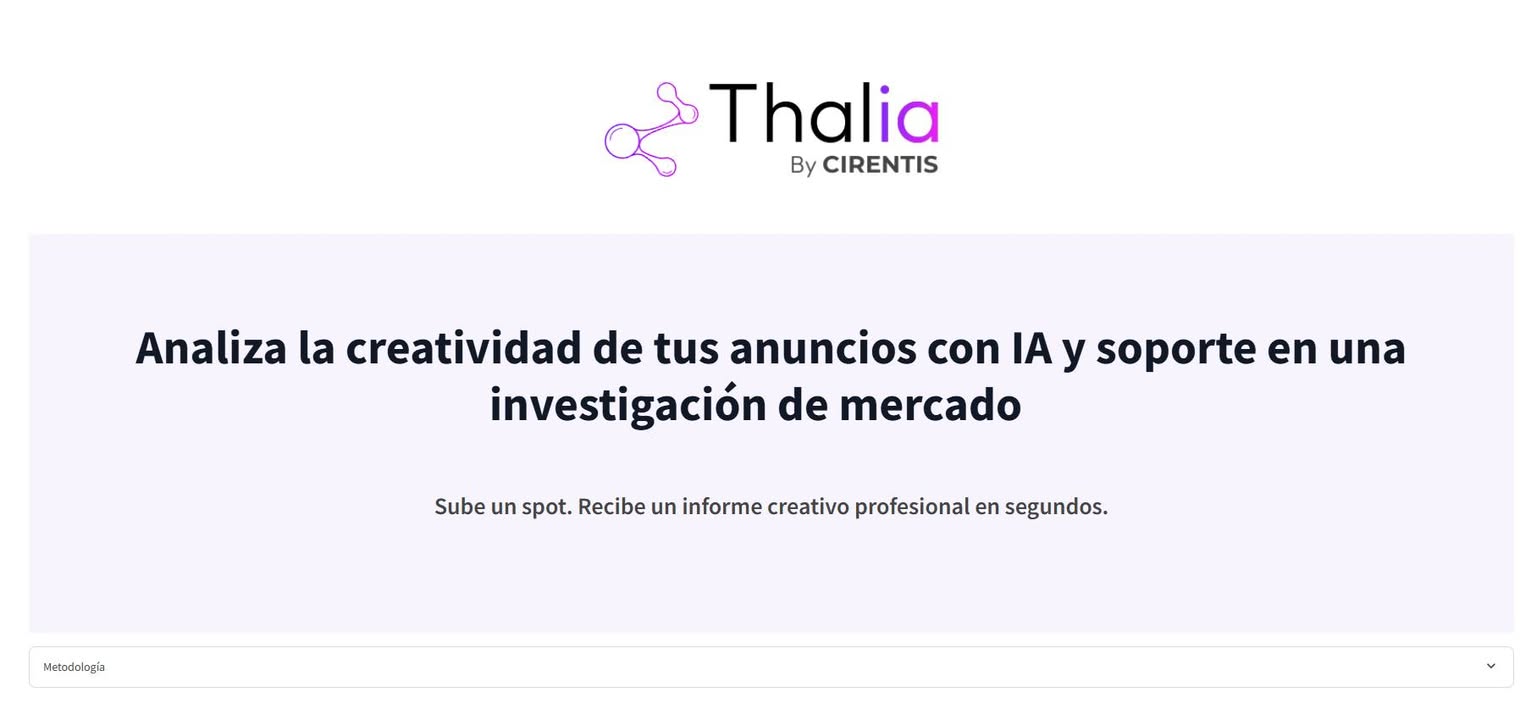 Thalia
By CIRENTIS
Analiza la creatividad de tus anuncios con IA y soporte en una
investigación de mercado
Sube un spot. Recibe un informe creativo profesional en segundos.
Metodología